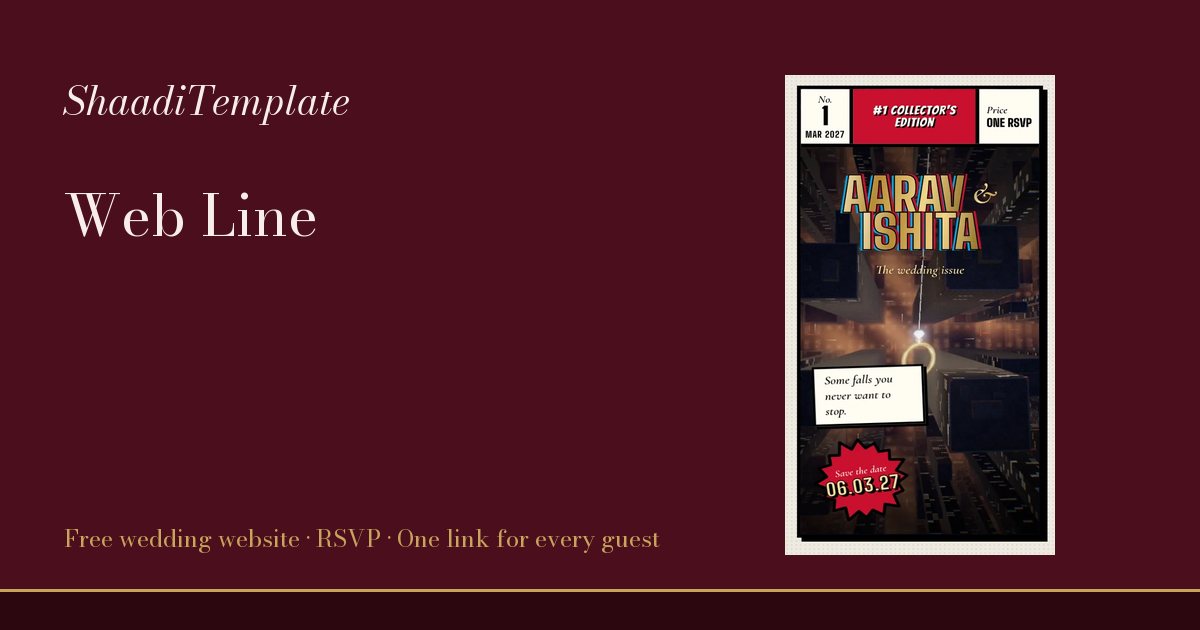 ShaadiTemplate
Web Line
Free wedding website · RSVP · One link for every guest
No.
1
MAR 2027
#1 COLLECTOR'S
EDITION
Price
ONE RSVP
AARAV &
ISHITA
The wedding issue
Some falls you
never want to
stop.
Save the date
06.03.27